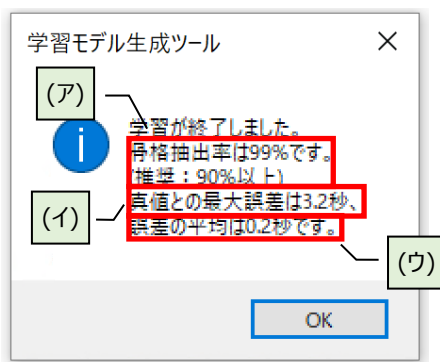 学習モデル生成ツール
(ア)
学習が終了しました。
骨格抽出率は99%です。
(推奨：90%以上)
(イ)
真値との最大誤差は3.2秒、
誤差の平均は0.2秒です。
(ウ)
OK